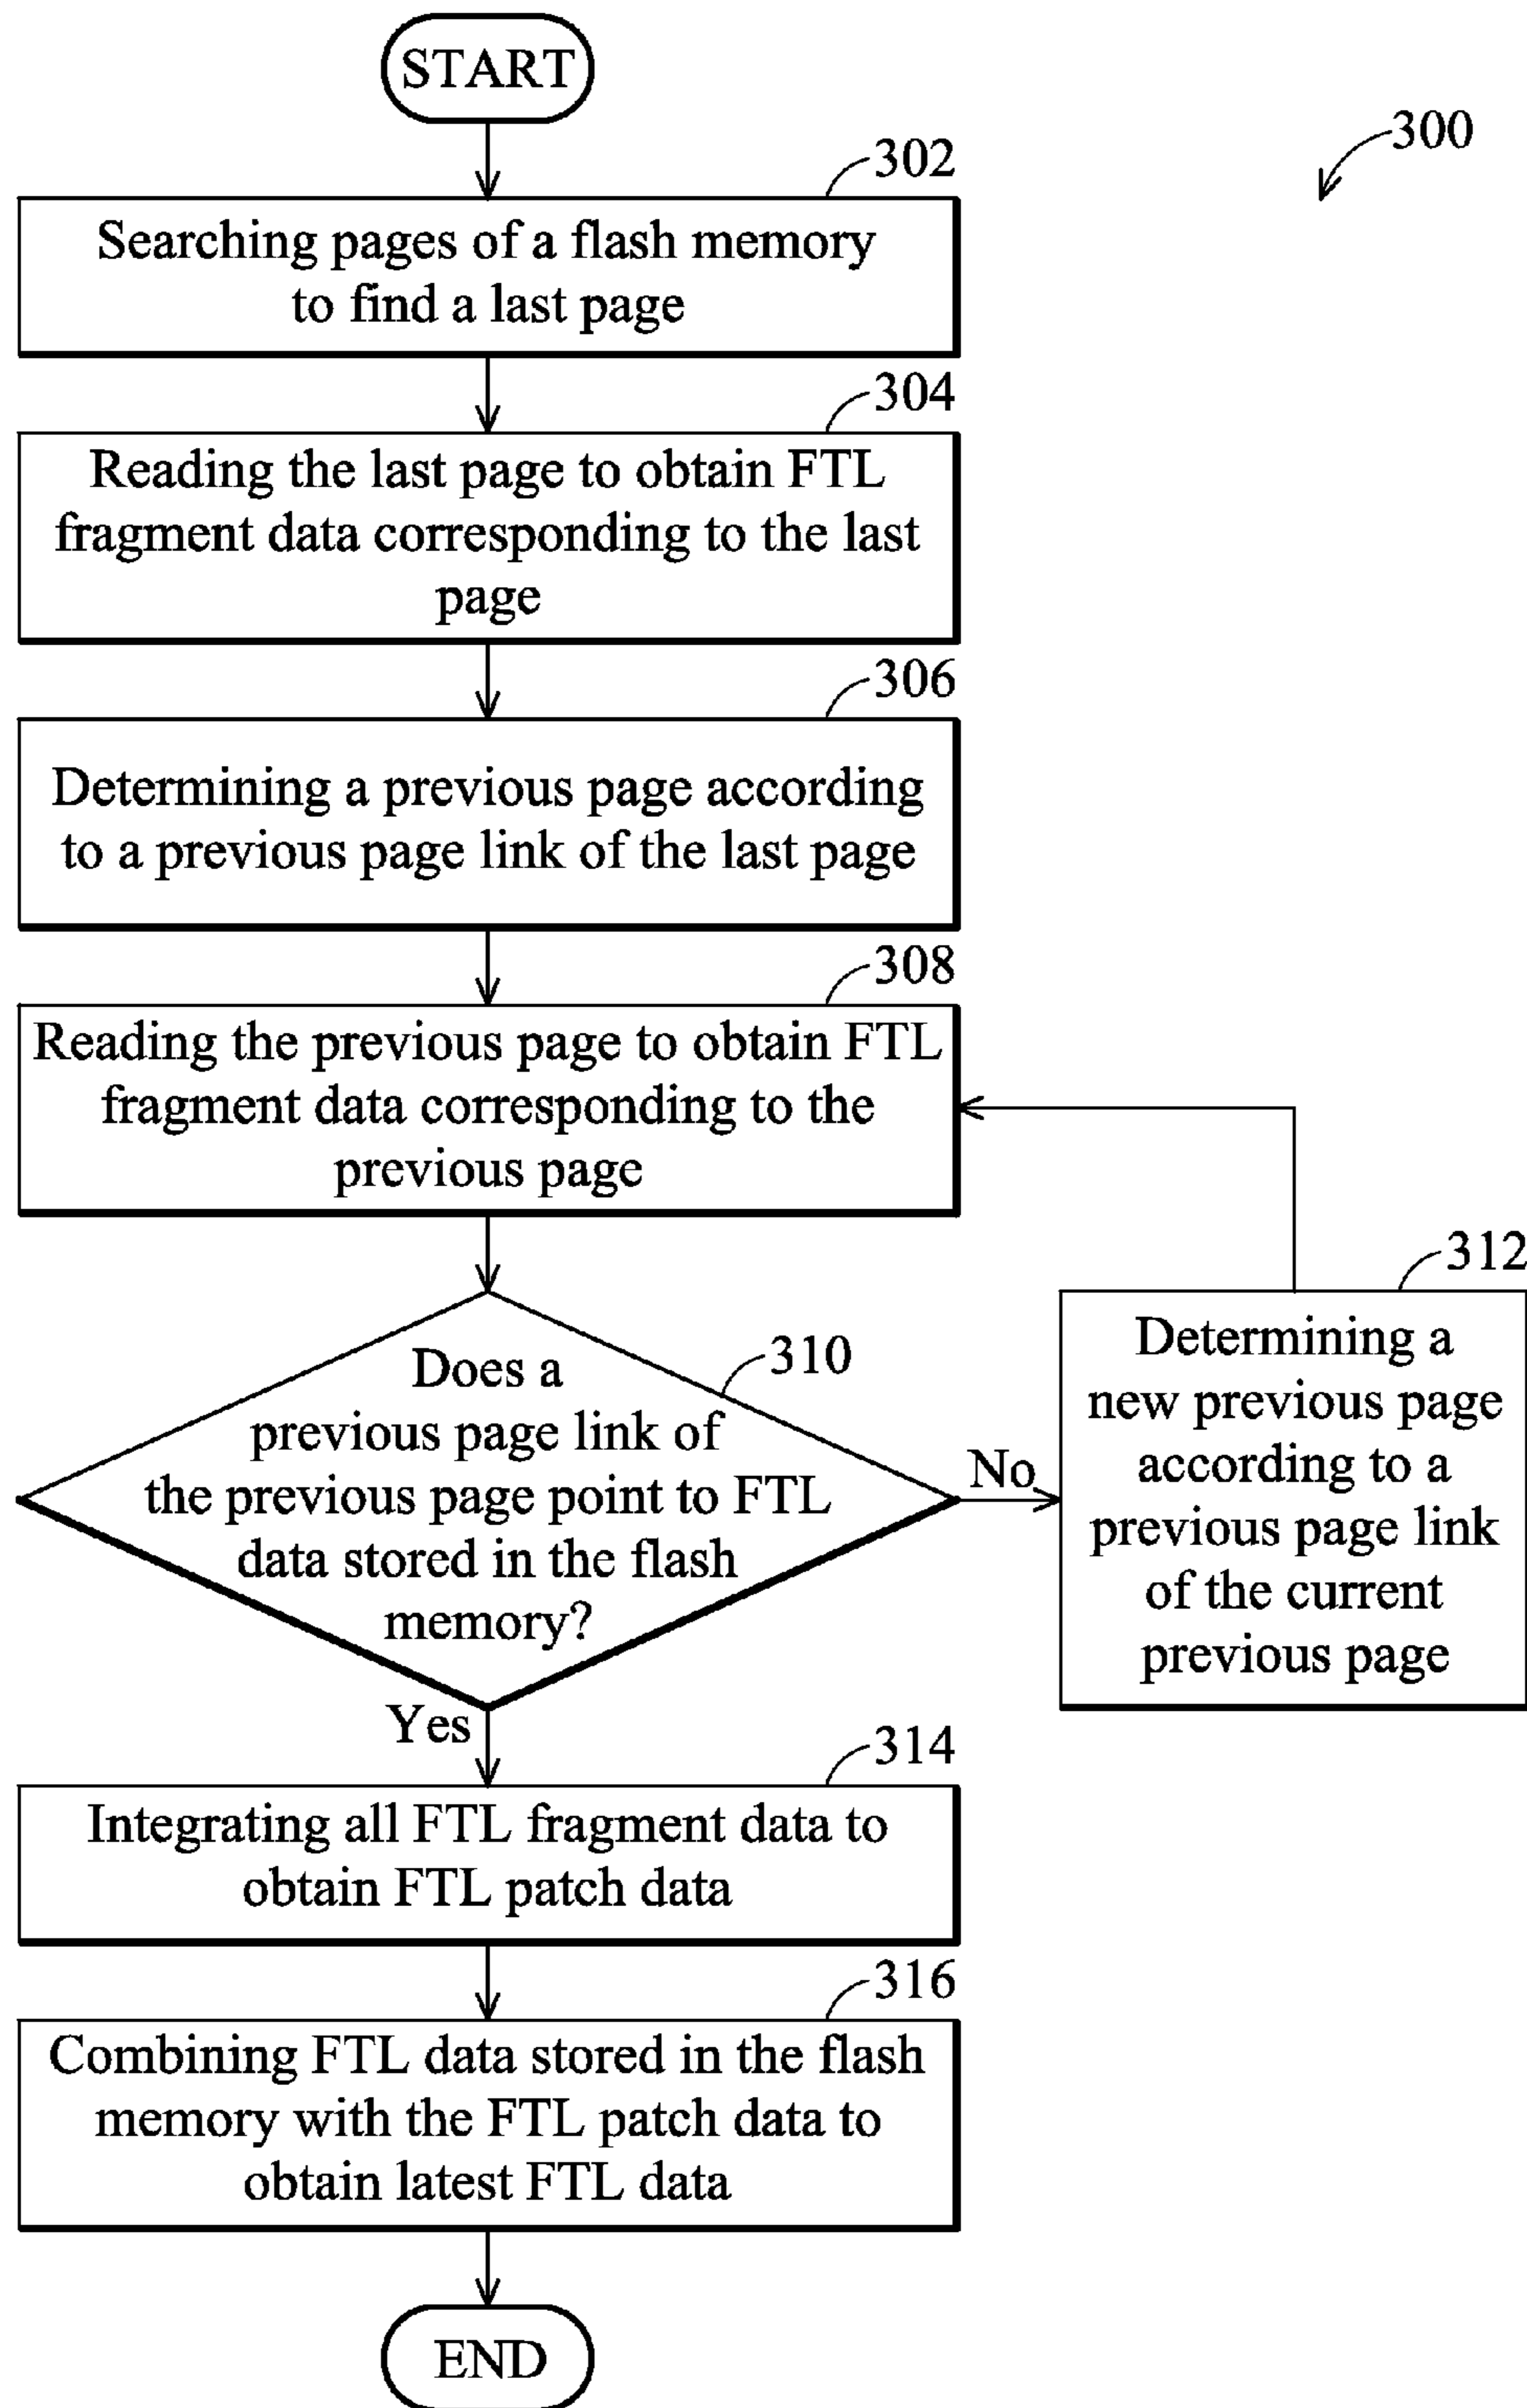 START
300
302
Searching pages of a flash memory
to find a last page
304
Reading the last page to obtain FTL
fragment data corresponding to the last
page
306
Determining a previous page according
to a previous page link of the last page
308
Reading the previous page to obtain FTL
fragment data corresponding to the
previous page
310
Does a
previous page link of
the previous page point to FTL
data stored in the flash
memory?
No
312
Determining a
new previous page
according to a
previous page link
of the current
previous page
Yes
314
Integrating all FTL fragment data to
obtain FTL patch data
316
Combining FTL data stored in the flash
memory with the FTL patch data to
obtain latest FTL data
END